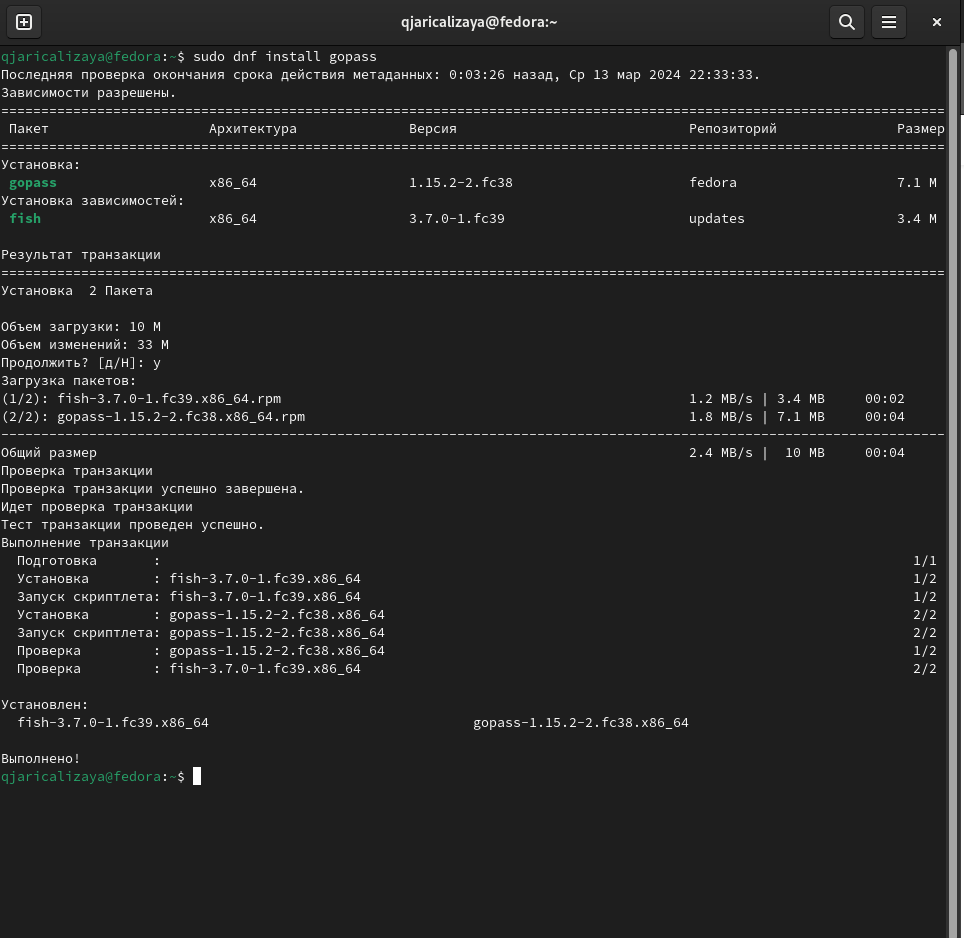 qjaricalizaya@fedora:~
qjaricalizaya@fedora:~$ sudo dnf install gopass
Последняя проверка окончания срока действия метаданных: 0:03:26 назад, Ср 13 мар 2024 22:33:33.
Зависимости разрешены.
================================================================================
Пакет Архитектура Версия Репозиторий Размер
================================================================================
Установка:
gopass x86_64 1.15.2-2.fc38 fedora 7.1 M
Установка зависимостей:
fish x86_64 3.7.0-1.fc39 updates 3.4 M
Результат транзакции
================================================================================
Установка 2 Пакета
Объем загрузки: 10 M
Объем изменений: 33 M
Продолжить? [д/Н]: y
Загрузка пакетов:
(1/2): fish-3.7.0-1.fc39.x86_64.rpm 1.2 MB/s | 3.4 MB 00:02
(2/2): gopass-1.15.2-2.fc38.x86_64.rpm 1.8 MB/s | 7.1 MB 00:04
--------------------------------------------------------------------------------
Общий размер 2.4 MB/s | 10 MB 00:04
Проверка транзакции
Проверка транзакции успешно завершена.
Идет проверка транзакции
Тест транзакции проведен успешно.
Выполнение транзакции
Подготовка : 1/1
Установка : fish-3.7.0-1.fc39.x86_64 1/2
Запуск скриптлета: fish-3.7.0-1.fc39.x86_64 1/2
Установка : gopass-1.15.2-2.fc38.x86_64 2/2
Запуск скриптлета: gopass-1.15.2-2.fc38.x86_64 2/2
Проверка : gopass-1.15.2-2.fc38.x86_64 1/2
Проверка : fish-3.7.0-1.fc39.x86_64 2/2
Установлен:
fish-3.7.0-1.fc39.x86_64 gopass-1.15.2-2.fc38.x86_64
Выполнено!
qjaricalizaya@fedora:~$